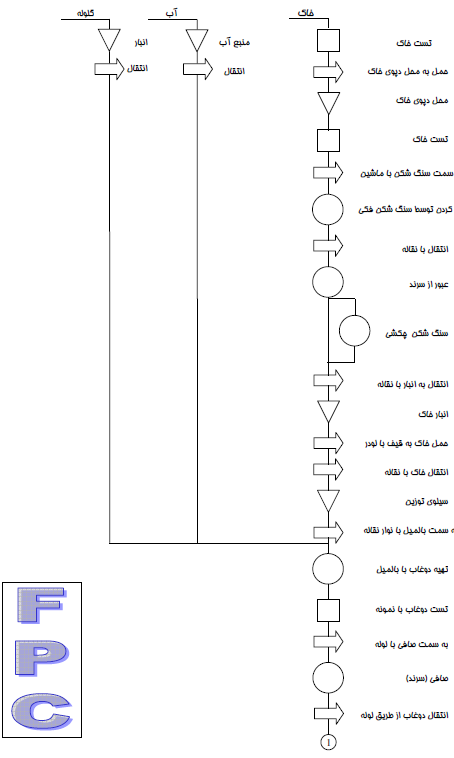 گلوله
آب
خاک
انبار
انتقال
منبع آب
انتقال
تست خاک
حمل به محل دپوی خاک
محل دپوی خاک
تست خاک
سمت سنگ شکن با ماشین
کردن توسط سنگ شکن فکی
انتقال با نقاله
عبور از سرند
سنگ شکن چکشی
انتقال به انبار با نقاله
انبار خاک
حمل خاک به قیف با لودر
انتقال خاک با نقاله
سیلوی توزین
به سمت بالمیل با نوار نقاله
تهیه دوغاب با بالمیل
تست دوغاب با نمونه
به سمت صافی با لوله
صافی (سرند)
انتقال دوغاب از طریق لوله
1
F
P
C